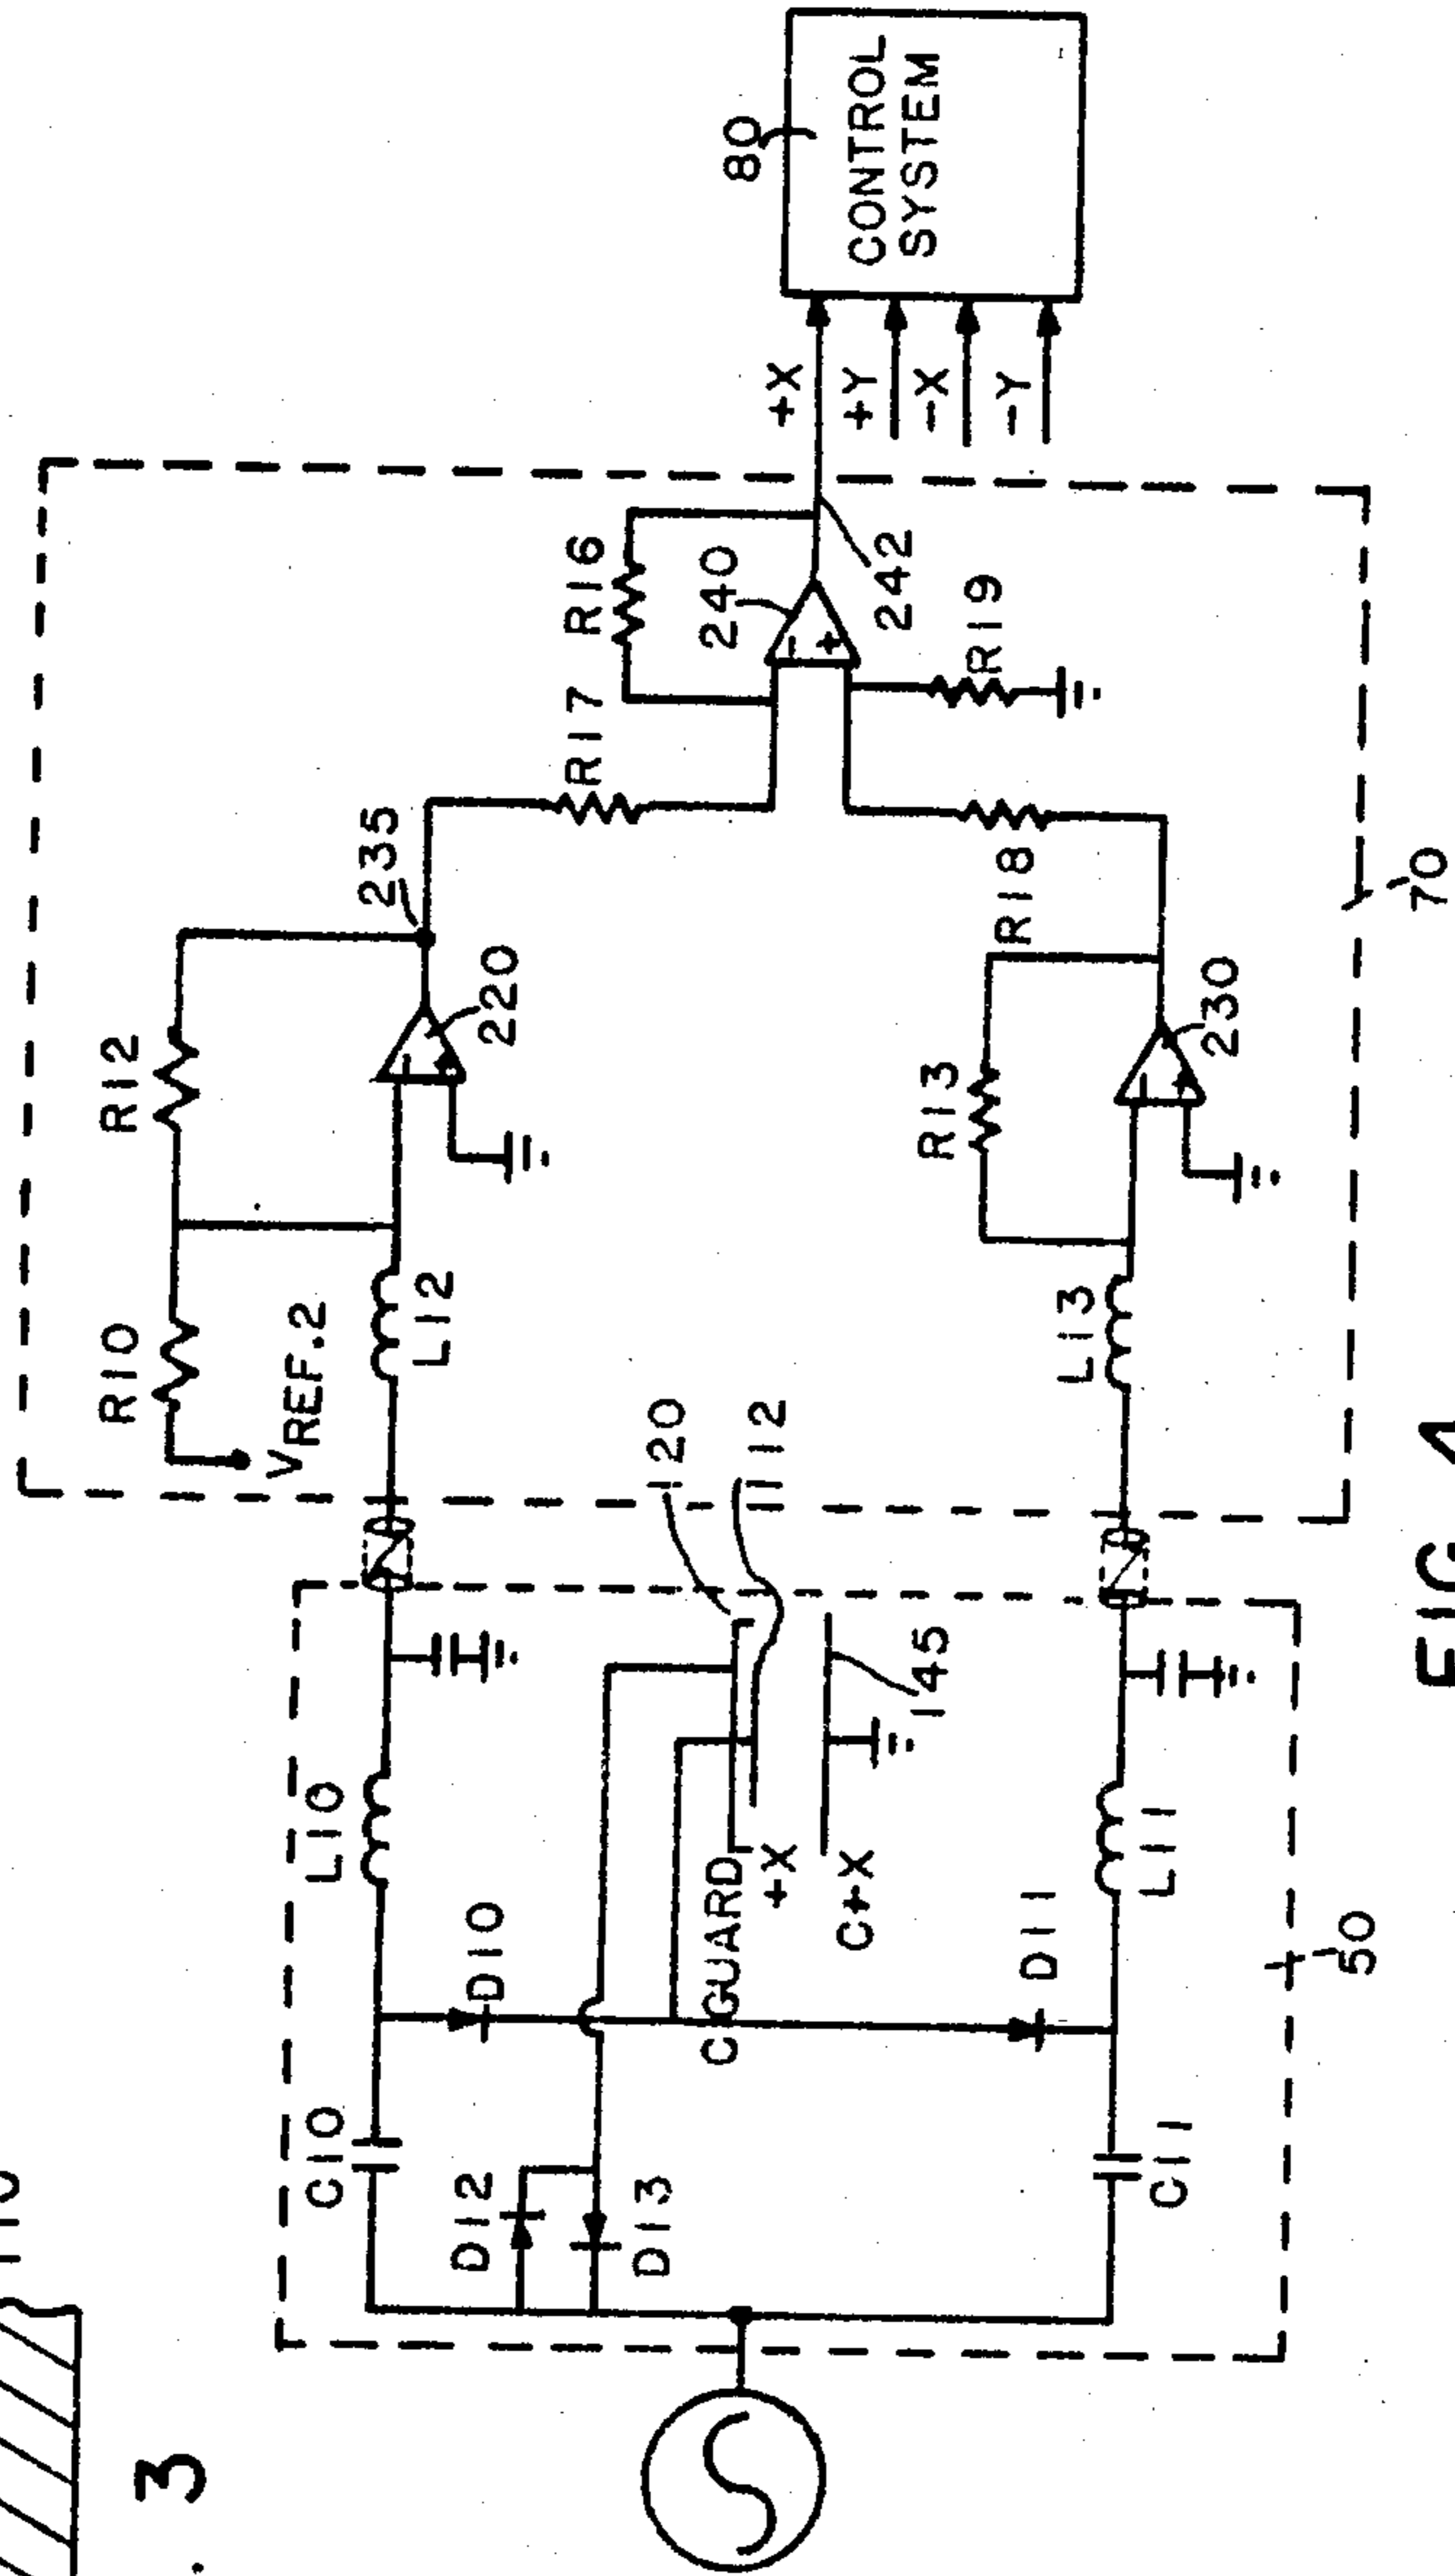 . 3
R10
R12
VREF.2
L12
220
235
R17
R16
240
242
R19
R18
R13
230
L13
70
80
CONTROL
SYSTEM
+X
+Y
-X
-Y
C10
L10
D10
D12
D13
C GUARD
+X
C+X
120
112
145
D11
C11
L11
50